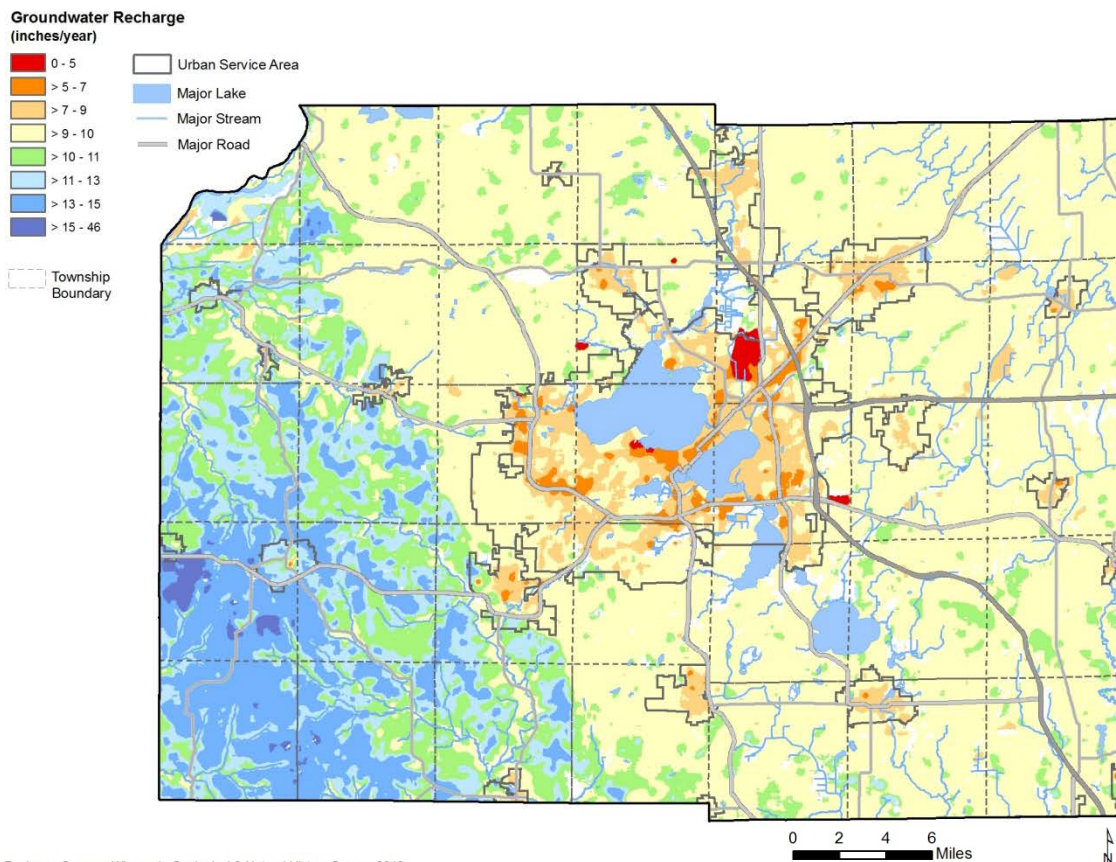 Groundwater Recharge
(inches/year)
0 - 5
> 5 - 7
> 7 - 9
> 9 - 10
> 10 - 11
> 11 - 13
> 13 - 15
> 15 - 46
Township
Boundary
Urban Service Area
Major Lake
Major Stream
Major Road
0 2 4 6
Miles
N